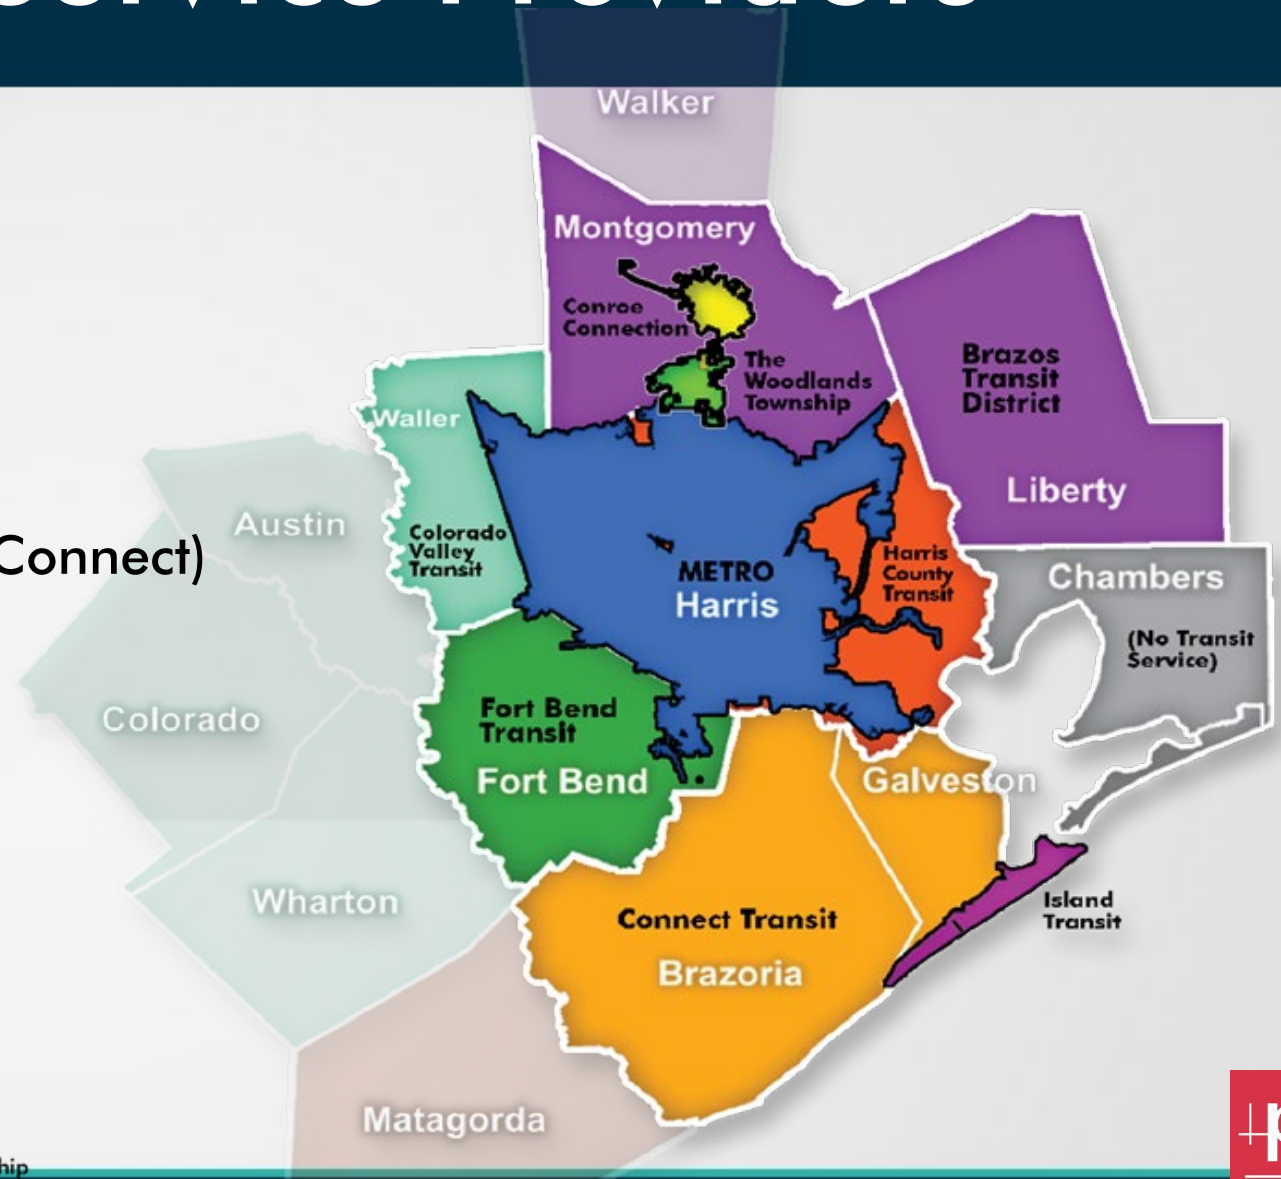 Service Providers
Walker
Montgomery
Conroe
Connection
The
Woodlands
Township
Brazos
Transit
District
Liberty
Waller
Austin
Colorado
Valley
Transit
Connect)
METRO
Harris
Harris
County
Transit
Chambers
(No Transit
Service)
Colorado
Fort Bend
Transit
Fort Bend
Galveston
Wharton
Connect Transit
Brazoria
Island
Transit
Matagorda
hip